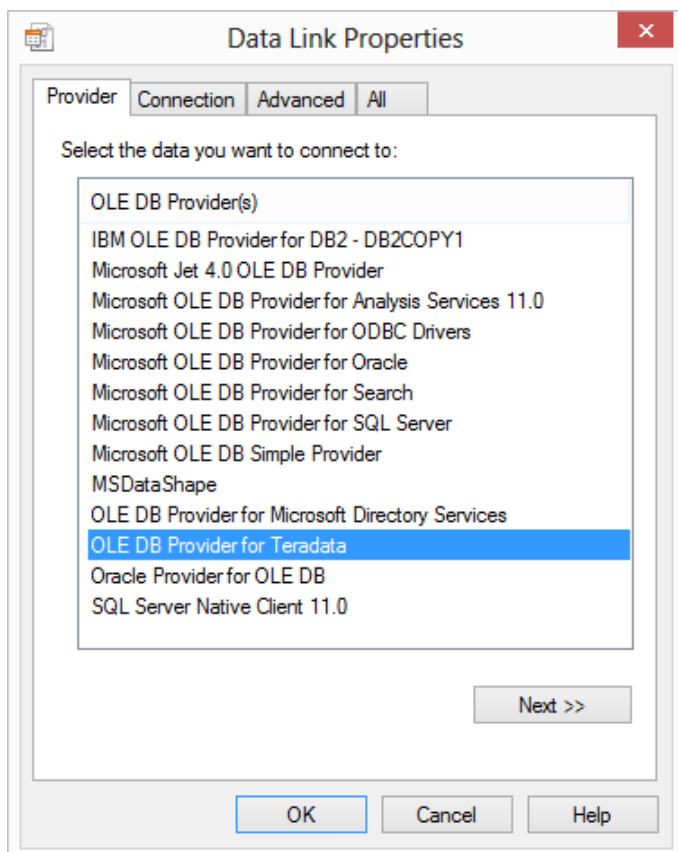 Data Link Properties
Provider Connection Advanced All
Select the data you want to connect to:
OLE DB Provider(s)
IBM OLE DB Provider for DB2 - DB2COPY1
Microsoft Jet 4.0 OLE DB Provider
Microsoft OLE DB Provider for Analysis Services 11.0
Microsoft OLE DB Provider for ODBC Drivers
Microsoft OLE DB Provider for Oracle
Microsoft OLE DB Provider for Search
Microsoft OLE DB Provider for SQL Server
Microsoft OLE DB Simple Provider
MSDataShape
OLE DB Provider for Microsoft Directory Services
OLE DB Provider for Teradata
Oracle Provider for OLE DB
SQL Server Native Client 11.0
Next >>
OK Cancel Help